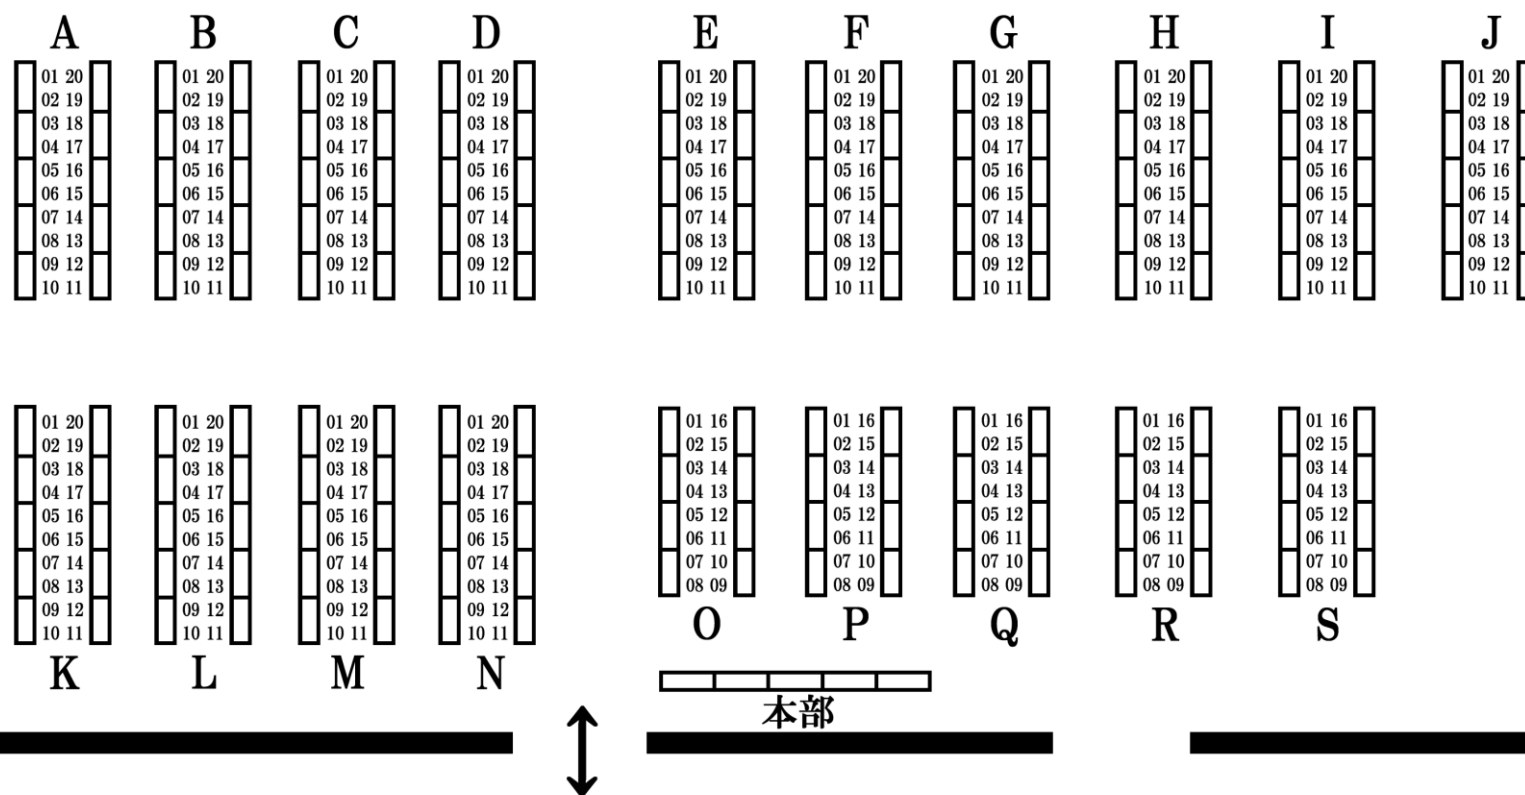 A B C D E F G H I J
01 20 01 20 01 20 01 20 01 20 01 20 01 20 01 20 01 20 01 20
02 19 02 19 02 19 02 19 02 19 02 19 02 19 02 19 02 19 02 19
03 18 03 18 03 18 03 18 03 18 03 18 03 18 03 18 03 18 03 18
04 17 04 17 04 17 04 17 04 17 04 17 04 17 04 17 04 17 04 17
05 16 05 16 05 16 05 16 05 16 05 16 05 16 05 16 05 16 05 16
06 15 06 15 06 15 06 15 06 15 06 15 06 15 06 15 06 15 06 15
07 14 07 14 07 14 07 14 07 14 07 14 07 14 07 14 07 14 07 14
08 13 08 13 08 13 08 13 08 13 08 13 08 13 08 13 08 13 08 13
09 12 09 12 09 12 09 12 09 12 09 12 09 12 09 12 09 12 09 12
10 11 10 11 10 11 10 11 10 11 10 11 10 11 10 11 10 11 10 11
01 20 01 20 01 20 01 20 01 16 01 16 01 16 01 16 01 16
02 19 02 19 02 19 02 19 02 15 02 15 02 15 02 15 02 15
03 18 03 18 03 18 03 18 03 14 03 14 03 14 03 14 03 14
04 17 04 17 04 17 04 17 04 13 04 13 04 13 04 13 04 13
05 16 05 16 05 16 05 16 05 12 05 12 05 12 05 12 05 12
06 15 06 15 06 15 06 15 06 11 06 11 06 11 06 11 06 11
07 14 07 14 07 14 07 14 07 10 07 10 07 10 07 10 07 10
08 13 08 13 08 13 08 13 08 09 08 09 08 09 08 09 08 09
09 12 09 12 09 12 09 12
10 11 10 11 10 11 10 11
O P Q R S
K L M N
本部